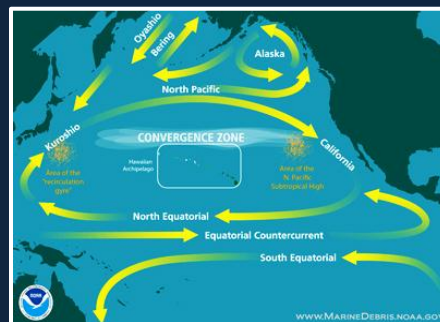 Oyashio
Bering
Alaska
North Pacific
Kuroshio
CONVERGENCE ZONE
California
Hawaiian
Archipelago
Area of the
"recirculation
gyre"
Area of the
N. Pacific
Subtropical High
North Equatorial
Equatorial Countercurrent
South Equatorial
NOAA
WWW.MARINEDEBRIS.NOAA.GOV